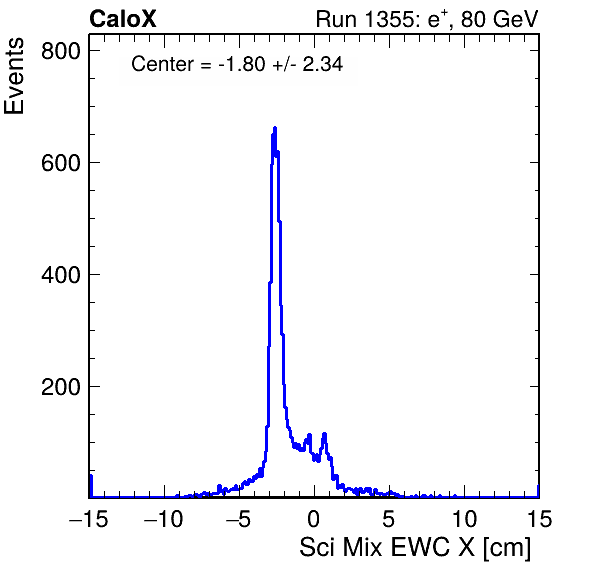 CaloX Run 1355: e+, 80 GeV
Events
Center = -1.80 +/- 2.34
800
600
400
200
−15 −10 −5 0 5 10 15
Sci Mix EWC X [cm]